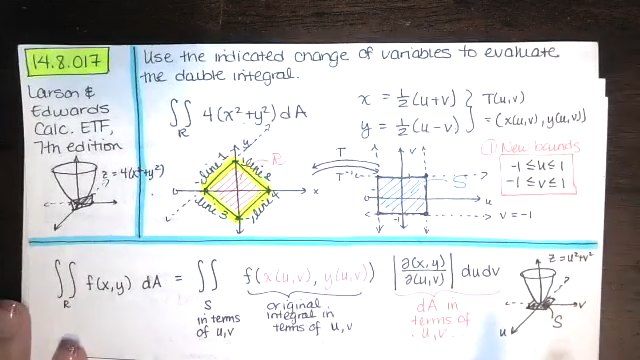 14.8.017
Larson &
Edwards
Calc. ETF,
7th edition
z = 4(x²+y²)
Use the indicated change of variables to evaluate
the double integral.
∬ 4(x²+y²) dA
R
x = ½(u+v)
y = ½(u-v)
T(u,v)
= (x(u,v), y(u,v))
① New bounds
-1 ≤ u ≤ 1
-1 ≤ v ≤ 1
line 1
line 2
line 3
line 4
y
R
x
T
T⁻¹
v
S
u
-1
v = -1
∬ f(x,y) dA = ∬ f(x(u,v), y(u,v)) |∂(x,y)/∂(u,v)| du dv
R
S
in terms
of u,v
original
integral in
terms of u,v
dA in
terms of
u,v.
z = u²+v²
v
u
S